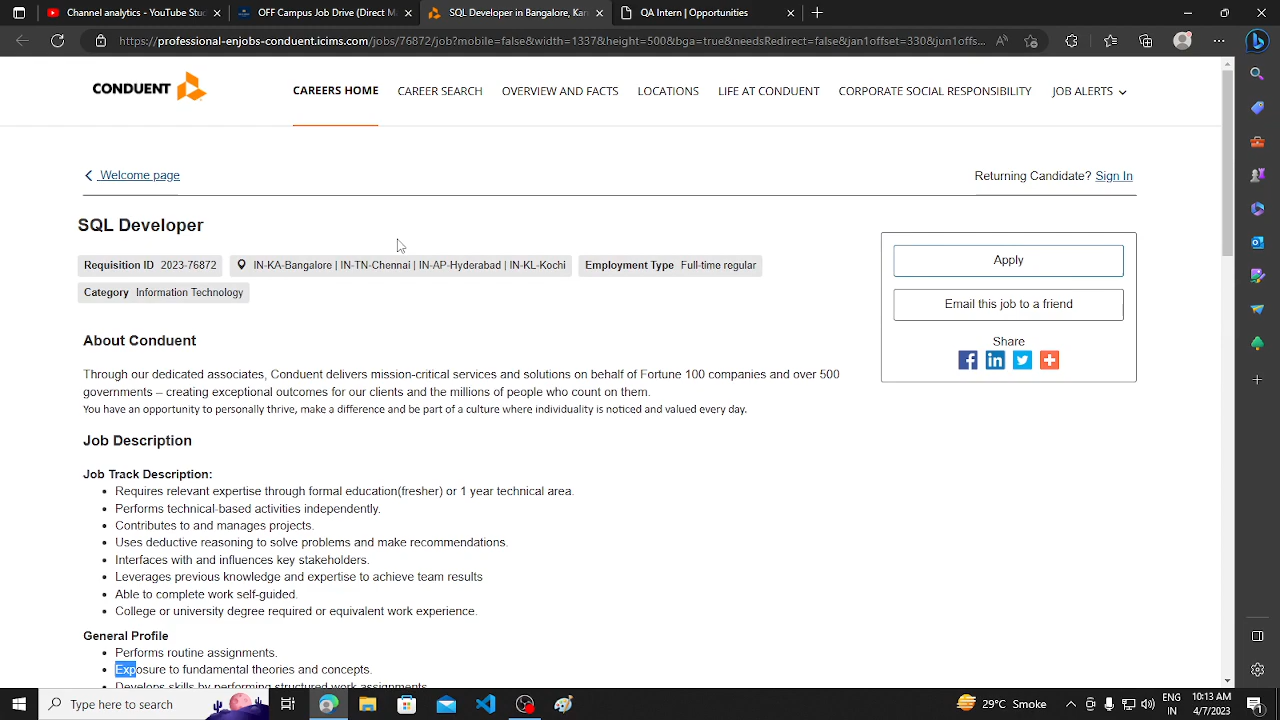 Channel analytics - YouTube Stu
OFF Campus Job Drive (Direct M
SQL Developer in Bangalore, Kar
QA Intern | Opportunities
https://professional-enjobs-conduent.icims.com/jobs/76872/job?mobile=false&width=1337&height=500&bga=true&needsRedirect=false&jan1offset=330&jun1offs...
CONDUENT
CAREERS HOME
CAREER SEARCH
OVERVIEW AND FACTS
LOCATIONS
LIFE AT CONDUENT
CORPORATE SOCIAL RESPONSIBILITY
JOB ALERTS
Welcome page
Returning Candidate? Sign In
SQL Developer
Requisition ID 2023-76872
IN-KA-Bangalore | IN-TN-Chennai | IN-AP-Hyderabad | IN-KL-Kochi
Employment Type Full-time regular
Category Information Technology
Apply
Email this job to a friend
Share
About Conduent
Through our dedicated associates, Conduent delivers mission-critical services and solutions on behalf of Fortune 100 companies and over 500
governments – creating exceptional outcomes for our clients and the millions of people who count on them.
You have an opportunity to personally thrive, make a difference and be part of a culture where individuality is noticed and valued every day.
Job Description
Job Track Description:
• Requires relevant expertise through formal education(fresher) or 1 year technical area.
• Performs technical-based activities independently.
• Contributes to and manages projects.
• Uses deductive reasoning to solve problems and make recommendations.
• Interfaces with and influences key stakeholders.
• Leverages previous knowledge and expertise to achieve team results
• Able to complete work self-guided.
• College or university degree required or equivalent work experience.
General Profile
• Performs routine assignments.
• Exposure to fundamental theories and concepts.
• Develops skills by performing structured work assignments.
Type here to search
29°C Smoke
ENG
IN
10:13 AM
4/7/2023